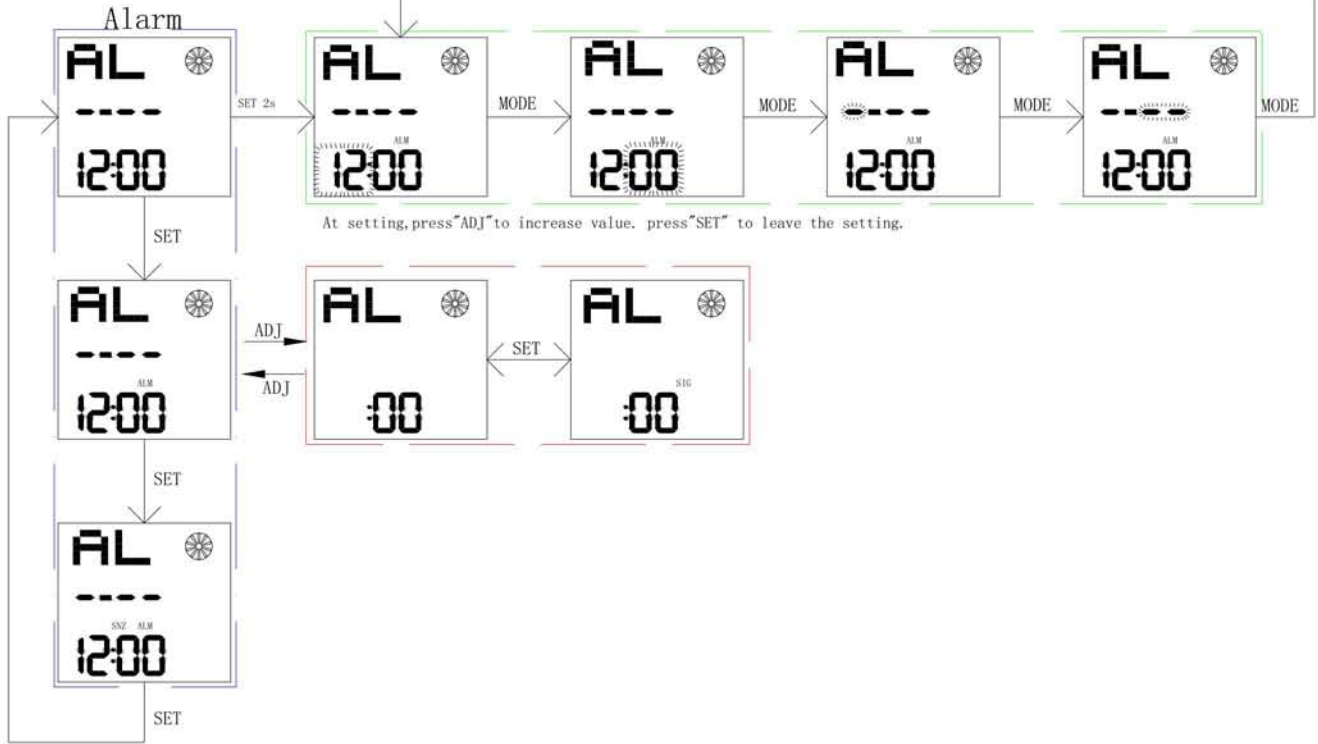 Alarm
AL
----
12:00
SET 2s
AL
----
ALM
12:00
MODE
AL
----
ALM
12:00
MODE
AL
----
ALM
12:00
MODE
AL
----
ALM
12:00
MODE
At setting,press"ADJ"to increase value. press"SET" to leave the setting.
SET
AL
----
ALM
12:00
ADJ
ADJ
AL
:00
SET
AL
SIG
:00
SET
AL
----
SNZ ALM
12:00
SET